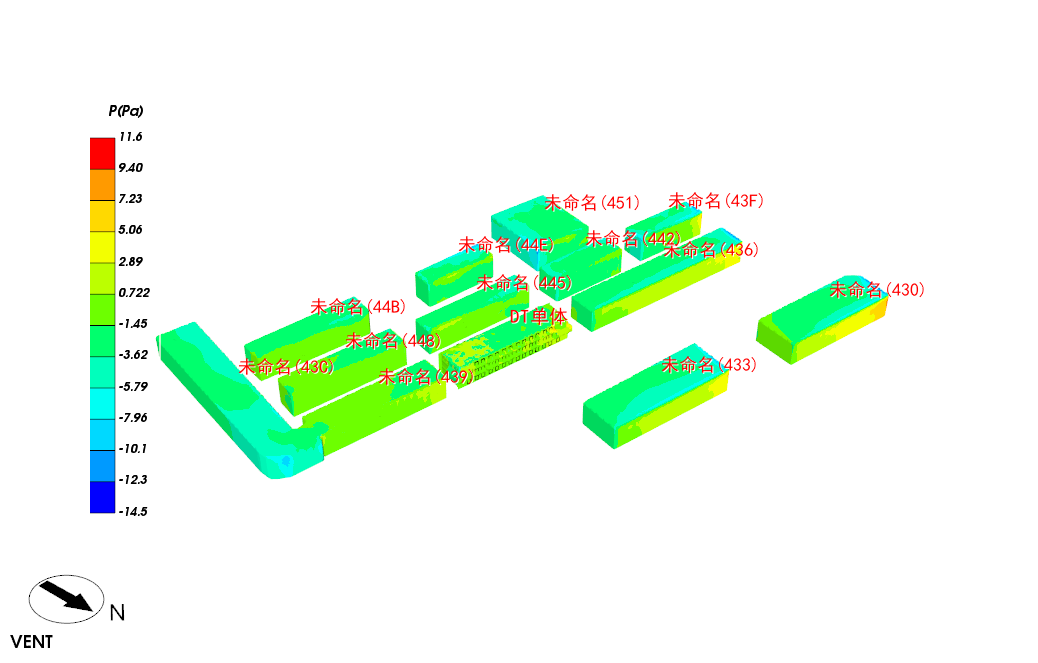 P(Pa)
11.6
9.40
7.23
5.06
2.89
0.722
-1.45
-3.62
-5.79
-7.96
-10.1
-12.3
-14.5
未命名(451)
未命名(43F)
未命名(44E)
未命名(442)
未命名(436)
未命名(445)
未命名(430)
未命名(44B)
DT单体
未命名(448)
未命名(43C)
未命名(433)
未命名(439)
N
VENT